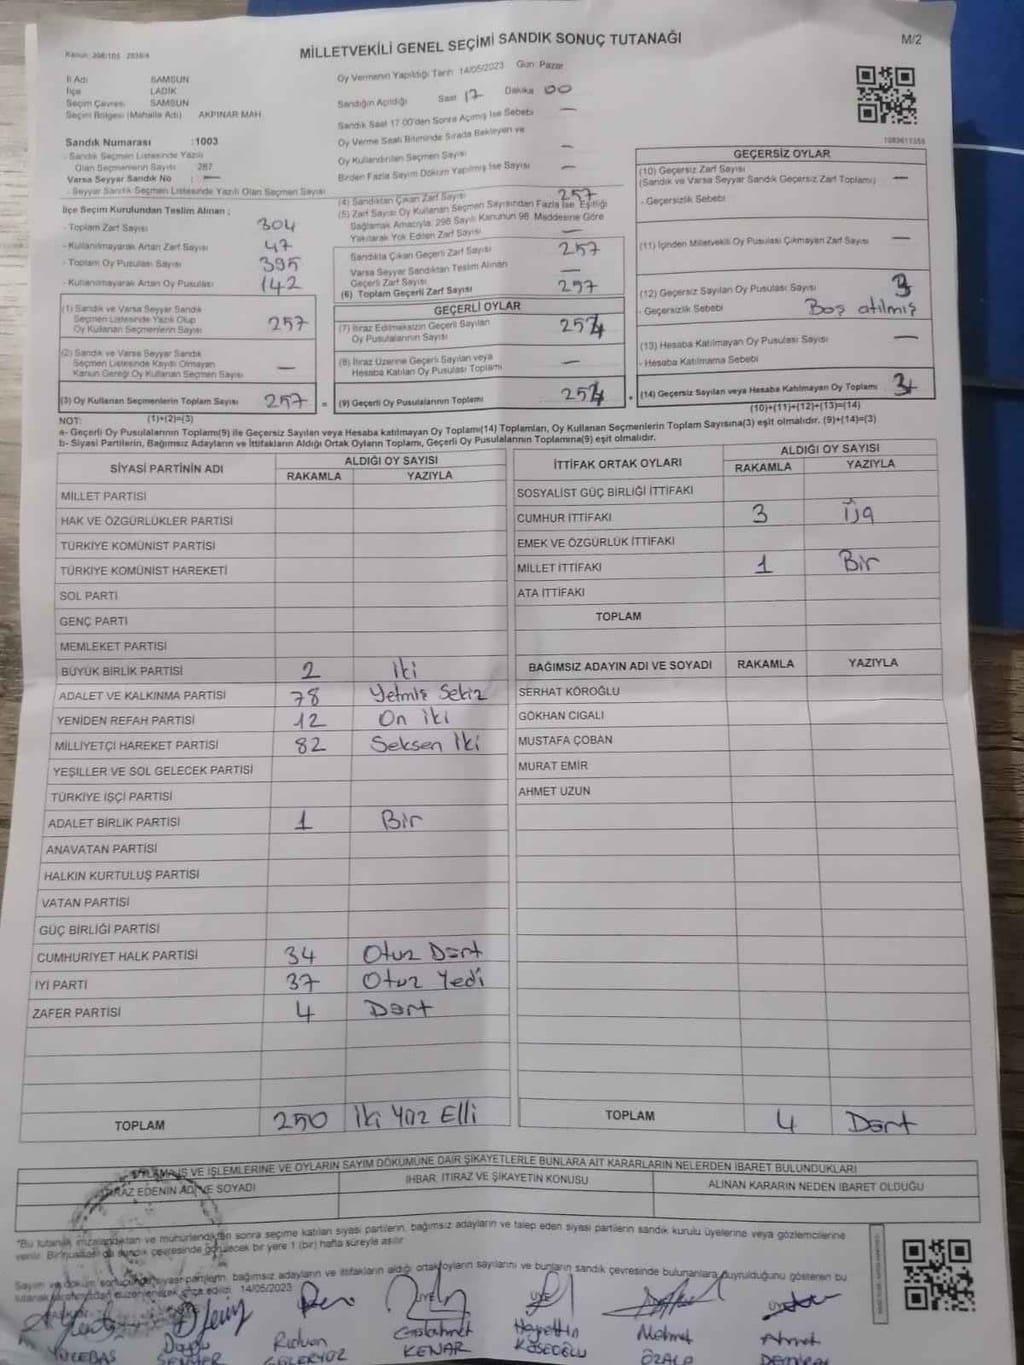 MİLLETVEKİLİ GENEL SEÇİMİ SANDIK SONUÇ TUTANAĞI
M/2
İl Adı SAMSUN
İlçe LADİK
Seçim Çevresi SAMSUN
Seçim Bölgesi (Mahalle Adı) AKPINAR MAH.
Sandık Numarası :1003
- Sandık Seçmen Listesinde Yazılı
Olan Seçmenlerin Sayısı 287
Varsa Seyyar Sandık No : —
- Seyyar Sandık Seçmen Listesinde Yazılı Olan Seçmen Sayısı
Oy Vermenin Yapıldığı Tarih 14/05/2023 Gün Pazar
Sandığın Açıldığı Saat 17 Dakika 00
Sandık Saat 17.00'den Sonra Açmış İse Sebebi —
Oy Verme Saati Bitiminde Sırada Bekleyen ve
Oy Kullandırılan Seçmen Sayısı —
Birden Fazla Sayım Döküm Yapılmış İse Sayısı —
İlçe Seçim Kurulundan Teslim Alınan ;
- Toplam Zarf Sayısı 304
- Kullanılmayarak Artan Zarf Sayısı 47
- Toplam Oy Pusulası Sayısı 395
- Kullanılmayarak Artan Oy Pusulası 142
(4) Sandıktan Çıkan Zarf Sayısı 257
(5) Zarf Sayısı Oy Kullanan Seçmen Sayısından Fazla İse, Eşitliği
Sağlamak Amacıyla, 298 Sayılı Kanunun 98. Maddesine Göre
Yakılarak Yok Edilen Zarf Sayısı —
Sandıkta Çıkan Geçerli Zarf Sayısı 257
Varsa Seyyar Sandıktan Teslim Alınan
Geçerli Zarf Sayısı —
(6) Toplam Geçerli Zarf Sayısı 257
(1) Sandık ve Varsa Seyyar Sandık
Seçmen Listesinde Yazılı Olup
Oy Kullanan Seçmenlerin Sayısı 257
(2) Sandık ve Varsa Seyyar Sandık
Seçmen Listesinde Kaydı Olmayan
Kanun Gereği Oy Kullanan Seçmen Sayısı —
(3) Oy Kullanan Seçmenlerin Toplam Sayısı 257
GEÇERLİ OYLAR
(7) İtiraz Edilmeksizin Geçerli Sayılan
Oy Pusulalarının Sayısı 254
(8) İtiraz Üzerine Geçerli Sayılan veya
Hesaba Katılan Oy Pusulası Toplamı —
(9) Geçerli Oy Pusulalarının Toplamı 254
GEÇERSİZ OYLAR
(10) Geçersiz Zarf Sayısı
(Sandık ve Varsa Seyyar Sandık Geçersiz Zarf Toplamı) —
- Geçersizlik Sebebi
(11) İçinden Milletvekili Oy Pusulası Çıkmayan Zarf Sayısı —
(12) Geçersiz Sayılan Oy Pusulası Sayısı 3
- Geçersizlik Sebebi Boş atılmış
(13) Hesaba Katılmayan Oy Pusulası Sayısı —
- Hesaba Katılmama Sebebi
(14) Geçersiz Sayılan veya Hesaba Katılmayan Oy Toplamı 3
NOT: (1)+(2)=(3)
(10)+(11)+(12)+(13)=(14)
a- Geçerli Oy Pusulalarının Toplamı(9) ile Geçersiz Sayılan veya Hesaba Katılmayan Oy Toplamı(14) Toplamları, Oy Kullanan Seçmenlerin Toplam Sayısına(3) eşit olmalıdır. (9)+(14)=(3)
b- Siyasi Partilerin, Bağımsız Adayların ve İttifakların Aldığı Ortak Oyların Toplamı, Geçerli Oy Pusulalarının Toplamına(9) eşit olmalıdır.
SİYASİ PARTİNİN ADI ALDIĞI OY SAYISI
RAKAMLA YAZIYLA
MİLLET PARTİSİ
HAK VE ÖZGÜRLÜKLER PARTİSİ
TÜRKİYE KOMÜNİST PARTİSİ
TÜRKİYE KOMÜNİST HAREKETİ
SOL PARTİ
GENÇ PARTİ
MEMLEKET PARTİSİ
BÜYÜK BİRLİK PARTİSİ 2 İki
ADALET VE KALKINMA PARTİSİ 78 Yetmiş Sekiz
YENİDEN REFAH PARTİSİ 12 On iki
MİLLİYETÇİ HAREKET PARTİSİ 82 Seksen İki
YEŞİLLER VE SOL GELECEK PARTİSİ
TÜRKİYE İŞÇİ PARTİSİ
ADALET BİRLİK PARTİSİ 1 Bir
ANAVATAN PARTİSİ
HALKIN KURTULUŞ PARTİSİ
VATAN PARTİSİ
GÜÇ BİRLİĞİ PARTİSİ
CUMHURİYET HALK PARTİSİ 34 Otuz Dört
İYİ PARTİ 37 Otuz Yedi
ZAFER PARTİSİ 4 Dört
TOPLAM 250 İki Yüz Elli
İTTİFAK ORTAK OYLARI ALDIĞI OY SAYISI
RAKAMLA YAZIYLA
SOSYALİST GÜÇ BİRLİĞİ İTTİFAKI
CUMHUR İTTİFAKI 3 Üç
EMEK VE ÖZGÜRLÜK İTTİFAKI
MİLLET İTTİFAKI 1 Bir
ATA İTTİFAKI
TOPLAM
BAĞIMSIZ ADAYIN ADI VE SOYADI RAKAMLA YAZIYLA
SERHAT KÖROĞLU
GÖKHAN CIGALI
MUSTAFA ÇOBAN
MURAT EMİR
AHMET UZUN
TOPLAM 4 Dört
VE İŞLEMLERİNE VE OYLARIN SAYIM DÖKÜMÜNE DAİR ŞİKAYETLERLE BUNLARA AİT KARARLARIN NELERDEN İBARET BULUNDUKLARI
İTİRAZ EDENİN ADI VE SOYADI
İHBAR, İTİRAZ VE ŞİKAYETİN KONUSU
ALINAN KARARIN NEDEN İBARET OLDUĞU
"Bu tutanak imzalandıktan ve mühürlendikten sonra seçime katılan siyasi partilerin, bağımsız adayların ve talep eden siyasi partilerin sandık kurulu üyelerine veya gözlemcilerine
verilir. Bir nüshası da sandık çevresinde görülecek bir yere 1 (bir) hafta süreyle asılır
Sayım ve döküm sonucunda siyasi partilerin, bağımsız adayların ve ittifakların aldığı ortak oyların sayılarını ve bunların sandık çevresinde bulunanlara duyurulduğunu gösteren bu
14/05/2023
Rıdvan
KENAR
Hayrettin
KÖSEOĞLU
Mehmet
ÖZALP
Ahmet